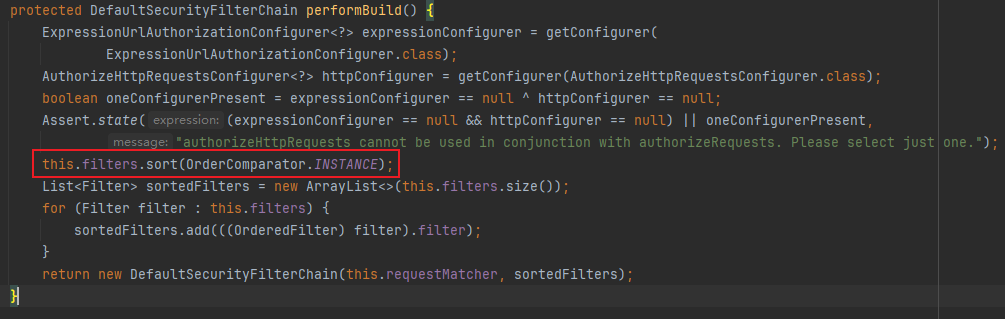 protected DefaultSecurityFilterChain performBuild() {
    ExpressionUrlAuthorizationConfigurer<?> expressionConfigurer = getConfigurer(
            ExpressionUrlAuthorizationConfigurer.class);
    AuthorizeHttpRequestsConfigurer<?> httpConfigurer = getConfigurer(AuthorizeHttpRequestsConfigurer.class);
    boolean oneConfigurerPresent = expressionConfigurer == null ^ httpConfigurer == null;
    Assert.state( expression: (expressionConfigurer == null && httpConfigurer == null) || oneConfigurerPresent,
            message: "authorizeHttpRequests cannot be used in conjunction with authorizeRequests. Please select just one.");
    this.filters.sort(OrderComparator.INSTANCE);
    List<Filter> sortedFilters = new ArrayList<>(this.filters.size());
    for (Filter filter : this.filters) {
        sortedFilters.add(((OrderedFilter) filter).filter);
    }
    return new DefaultSecurityFilterChain(this.requestMatcher, sortedFilters);
}